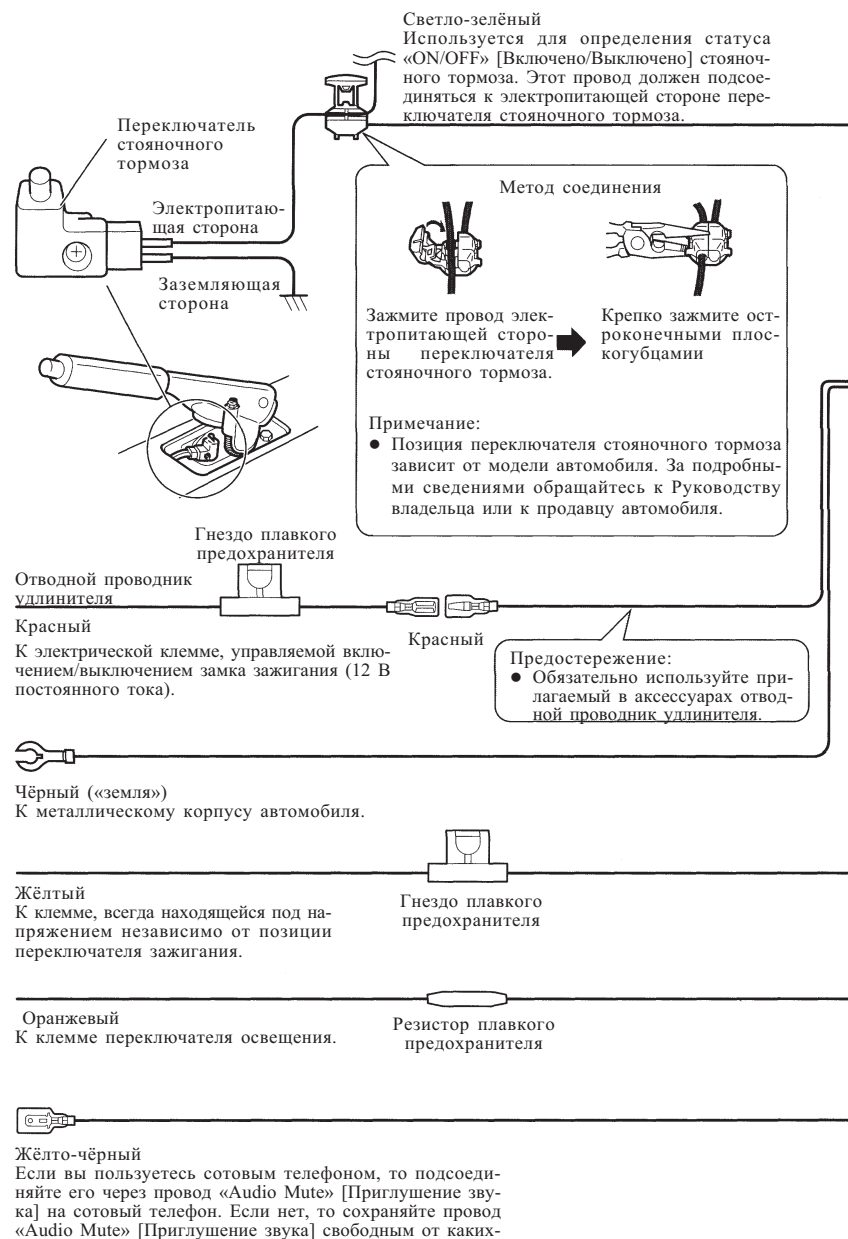 Светло-зелёный
Используется для определения статуса
«ON/OFF» [Включено/Выключено] стояноч-
ного тормоза. Этот провод должен подсое-
диняться к электропитающей стороне пере-
ключателя стояночного тормоза.
Переключатель
стояночного
тормоза
Электропитаю-
щая сторона
Заземляющая
сторона
Метод соединения
Зажмите провод элек-
тропитающей сторо-
ны переключателя
стояночного тормоза.
Крепко зажмите ост-
роконечными плос-
когубцамии
Примечание:
● Позиция переключателя стояночного тормоза
зависит от модели автомобиля. За подробны-
ми сведениями обращайтесь к Руководству
владельца или к продавцу автомобиля.
Гнездо плавкого
предохранителя
Отводной проводник
удлинителя
Красный
К электрической клемме, управляемой вклю-
чением/выключением замка зажигания (12 В
постоянного тока).
Красный
Предостережение:
● Обязательно используйте при-
лагаемый в аксессуарах отвод-
ной проводник удлинителя.
Чёрный («земля»)
К металлическому корпусу автомобиля.
Жёлтый
К клемме, всегда находящейся под на-
пряжением независимо от позиции
переключателя зажигания.
Гнездо плавкого
предохранителя
Оранжевый
К клемме переключателя освещения.
Резистор плавкого
предохранителя
Жёлто-чёрный
Если вы пользуетесь сотовым телефоном, то подсоеди-
няйте его через провод «Audio Mute» [Приглушение зву-
ка] на сотовый телефон. Если нет, то сохраняйте провод
«Audio Mute» [Приглушение звука] свободным от каких-